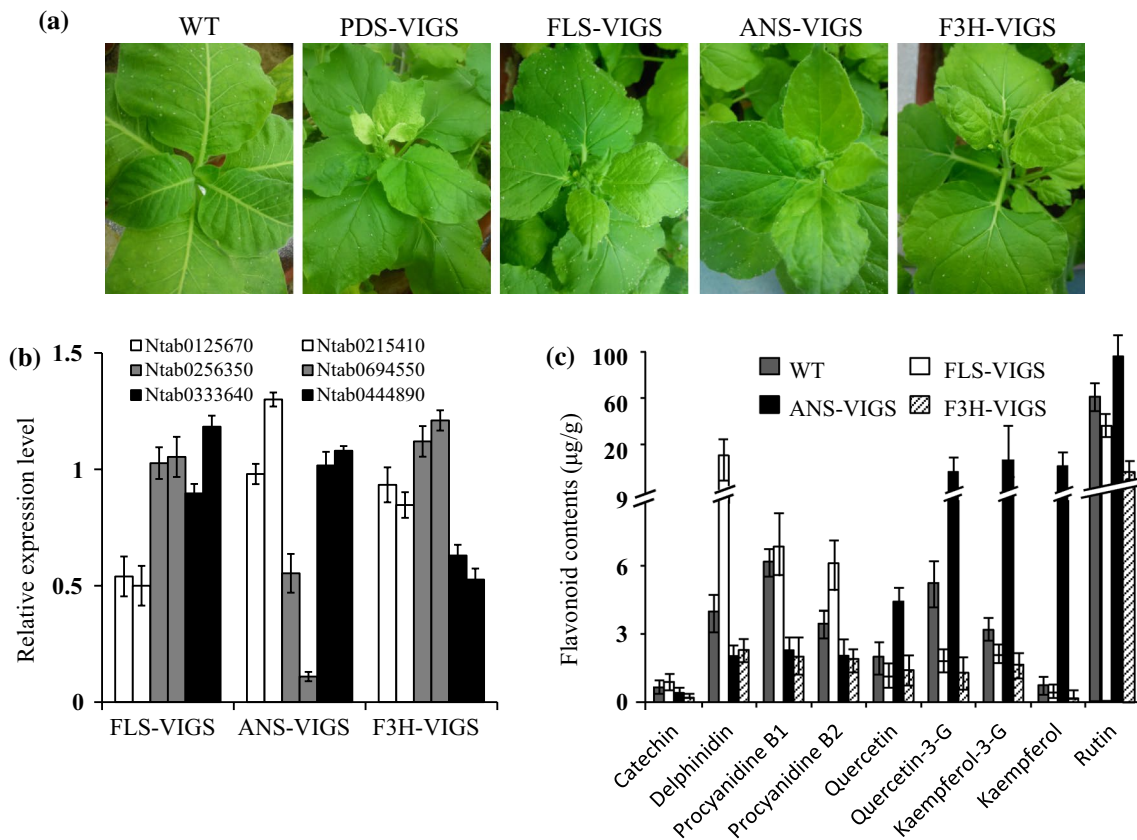 (a)
WT PDS-VIGS FLS-VIGS ANS-VIGS F3H-VIGS
(b)
Ntab0125670 Ntab0215410
Ntab0256350 Ntab0694550
Ntab0333640 Ntab0444890
Relative expression level
1.5
1
0.5
0
FLS-VIGS ANS-VIGS F3H-VIGS
(c)
WT FLS-VIGS
ANS-VIGS F3H-VIGS
Flavonoid contents (µg/g)
100
60
20
9
6
3
0
Catechin
Delphinidin
Procyanidine B1
Procyanidine B2
Quercetin
Quercetin-3-G
Kaempferol-3-G
Kaempferol
Rutin